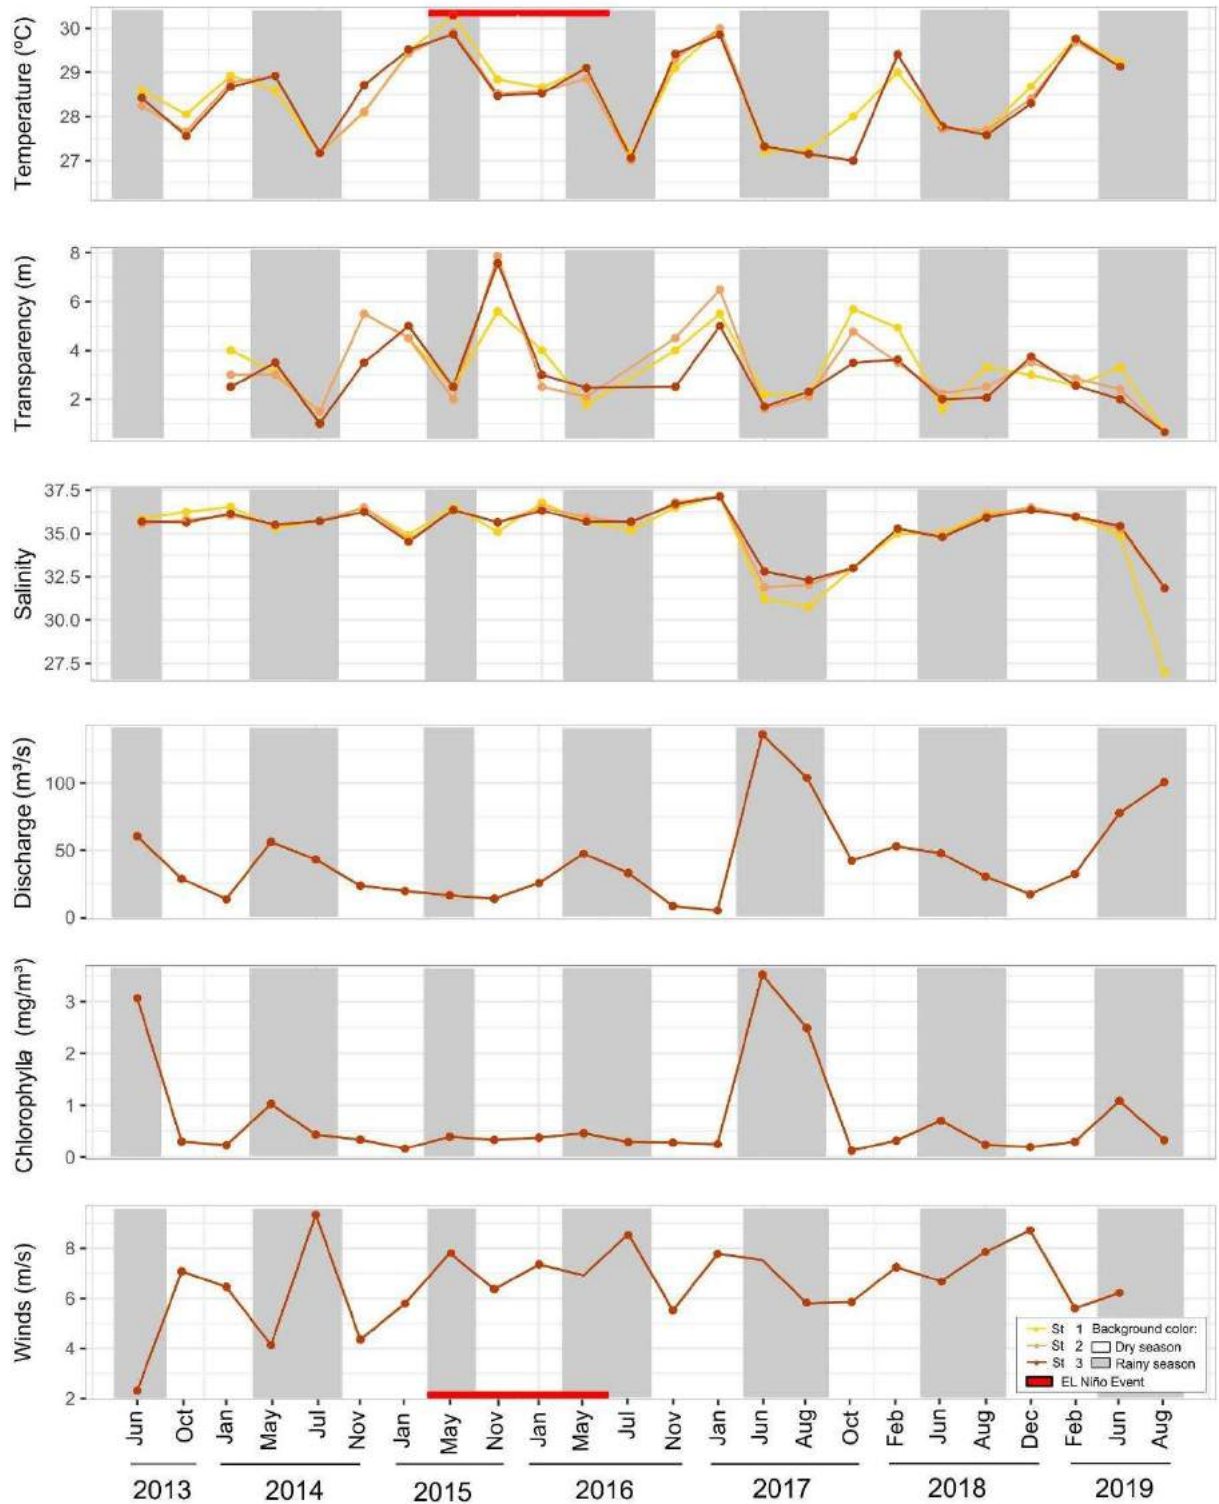 Temperature (ºC)
30
29
28
27
Transparency (m)
8
6
4
2
Salinity
37.5
35.0
32.5
30.0
27.5
Discharge (m³/s)
100
50
0
Chlorophylla (mg/m³)
3
2
1
0
Winds (m/s)
8
6
4
2
St 1 Background color:
St 2 Dry season
St 3 Rainy season
EL Niño Event
Jun Oct Jan May Jul Nov Jan May Nov Jan May Jul Nov Jan Jun Aug Oct Feb Jun Aug Dec Feb Jun Aug
2013 2014 2015 2016 2017 2018 2019